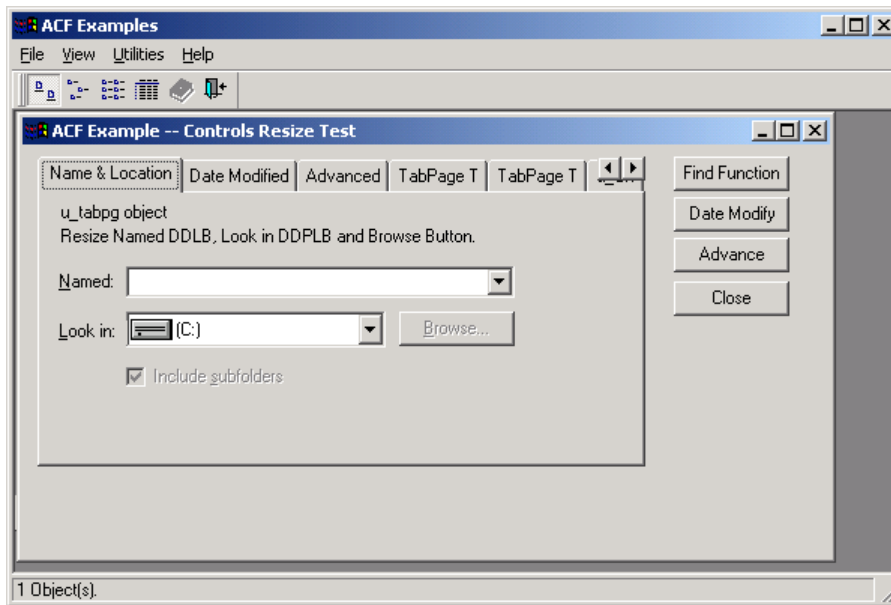 ACF Examples
File View Utilities Help
ACF Example -- Controls Resize Test
Name & Location Date Modified Advanced TabPage T TabPage T
u_tabpg object
Resize Named DDLB, Look in DDPLB and Browse Button.
Named:
Look in: (C:) Browse...
Include subfolders
Find Function
Date Modify
Advance
Close
1 Object(s).